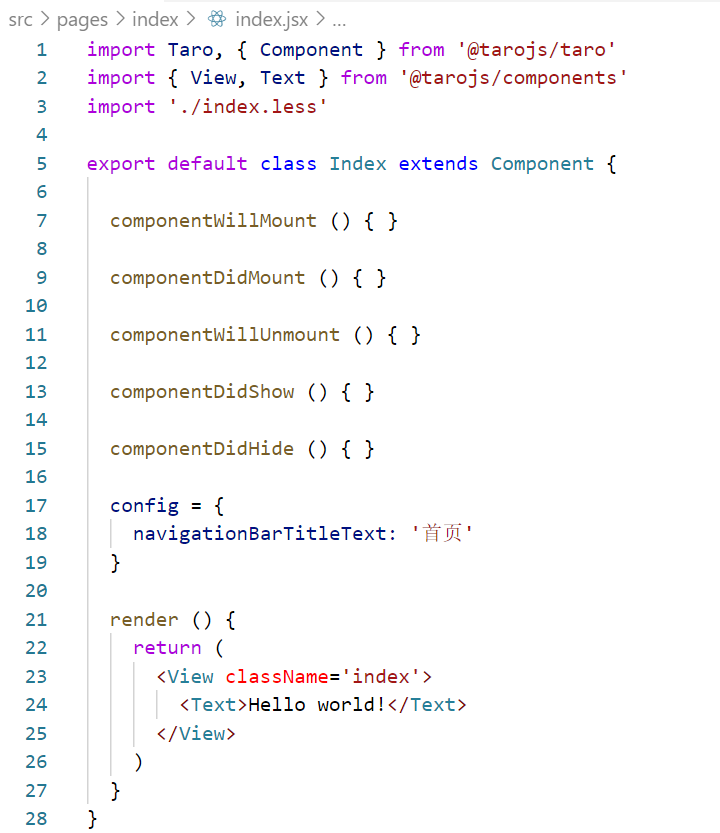 src > pages > index > index.jsx > ...
1 import Taro, { Component } from '@tarojs/taro'
2 import { View, Text } from '@tarojs/components'
3 import './index.less'
4
5 export default class Index extends Component {
6
7 componentWillMount () { }
8
9 componentDidMount () { }
10
11 componentWillUnmount () { }
12
13 componentDidShow () { }
14
15 componentDidHide () { }
16
17 config = {
18 navigationBarTitleText: '首页'
19 }
20
21 render () {
22 return (
23 <View className='index'>
24 <Text>Hello world!</Text>
25 </View>
26 )
27 }
28 }